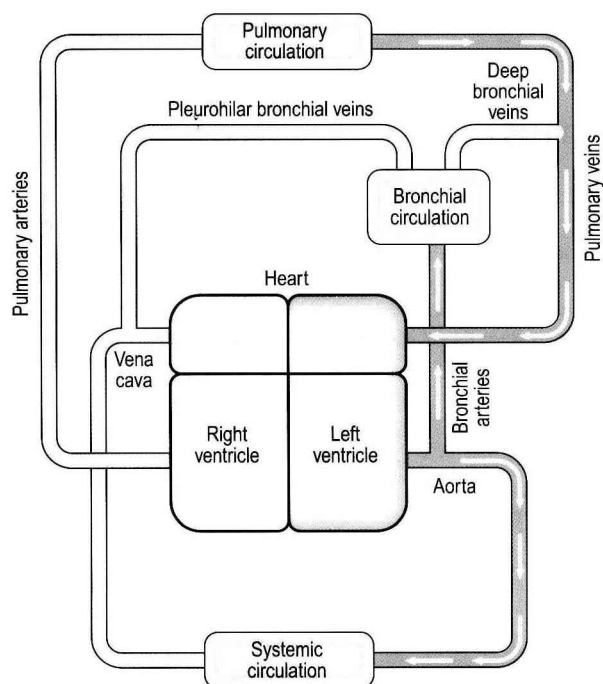 Pulmonary
circulation
Deep
bronchial
veins
Pleurohilar bronchial veins
Bronchial
circulation
Pulmonary arteries
Pulmonary veins
Heart
Vena
cava
Bronchial
arteries
Right
ventricle
Left
ventricle
Aorta
Systemic
circulation